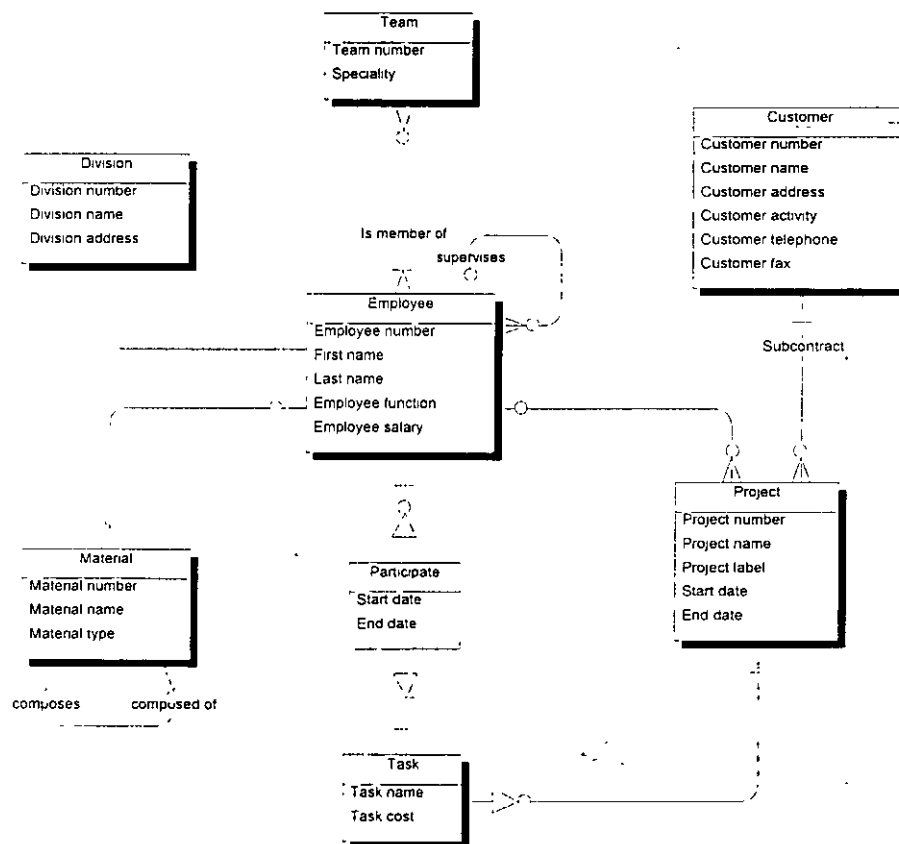 Team
Team number
Speciality
Customer
Customer number
Customer name
Customer address
Customer activity
Customer telephone
Customer fax
Division
Division number
Division name
Division address
Is member of
supervises
Employee
Employee number
First name
Last name
Employee function
Employee salary
Subcontract
Project
Project number
Project name
Project label
Start date
End date
Material
Material number
Material name
Material type
composes
composed of
Participate
Start date
End date
Task
Task name
Task cost